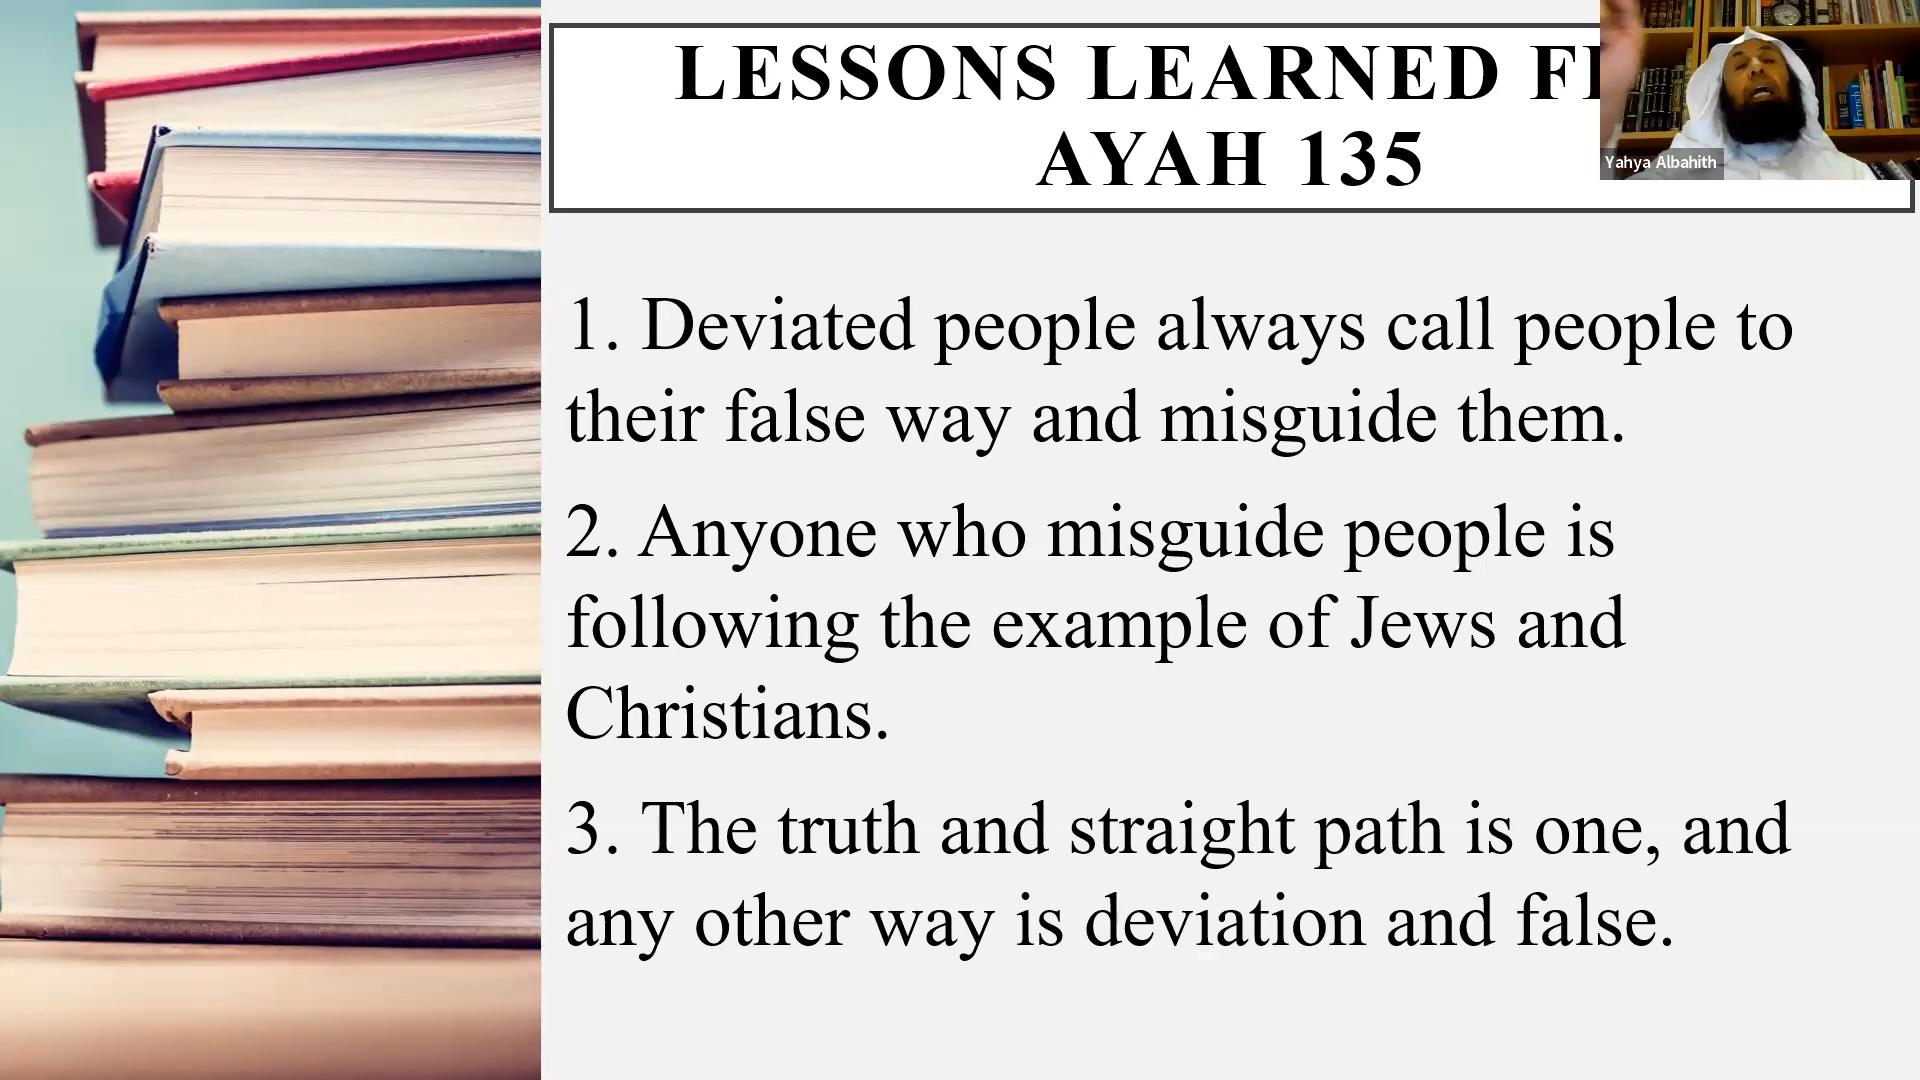 LESSONS LEARNED
AYAH 135
Yahya Albahith
French
1. Deviated people always call people to
their false way and misguide them.
2. Anyone who misguide people is
following the example of Jews and
Christians.
3. The truth and straight path is one, and
any other way is deviation and false.